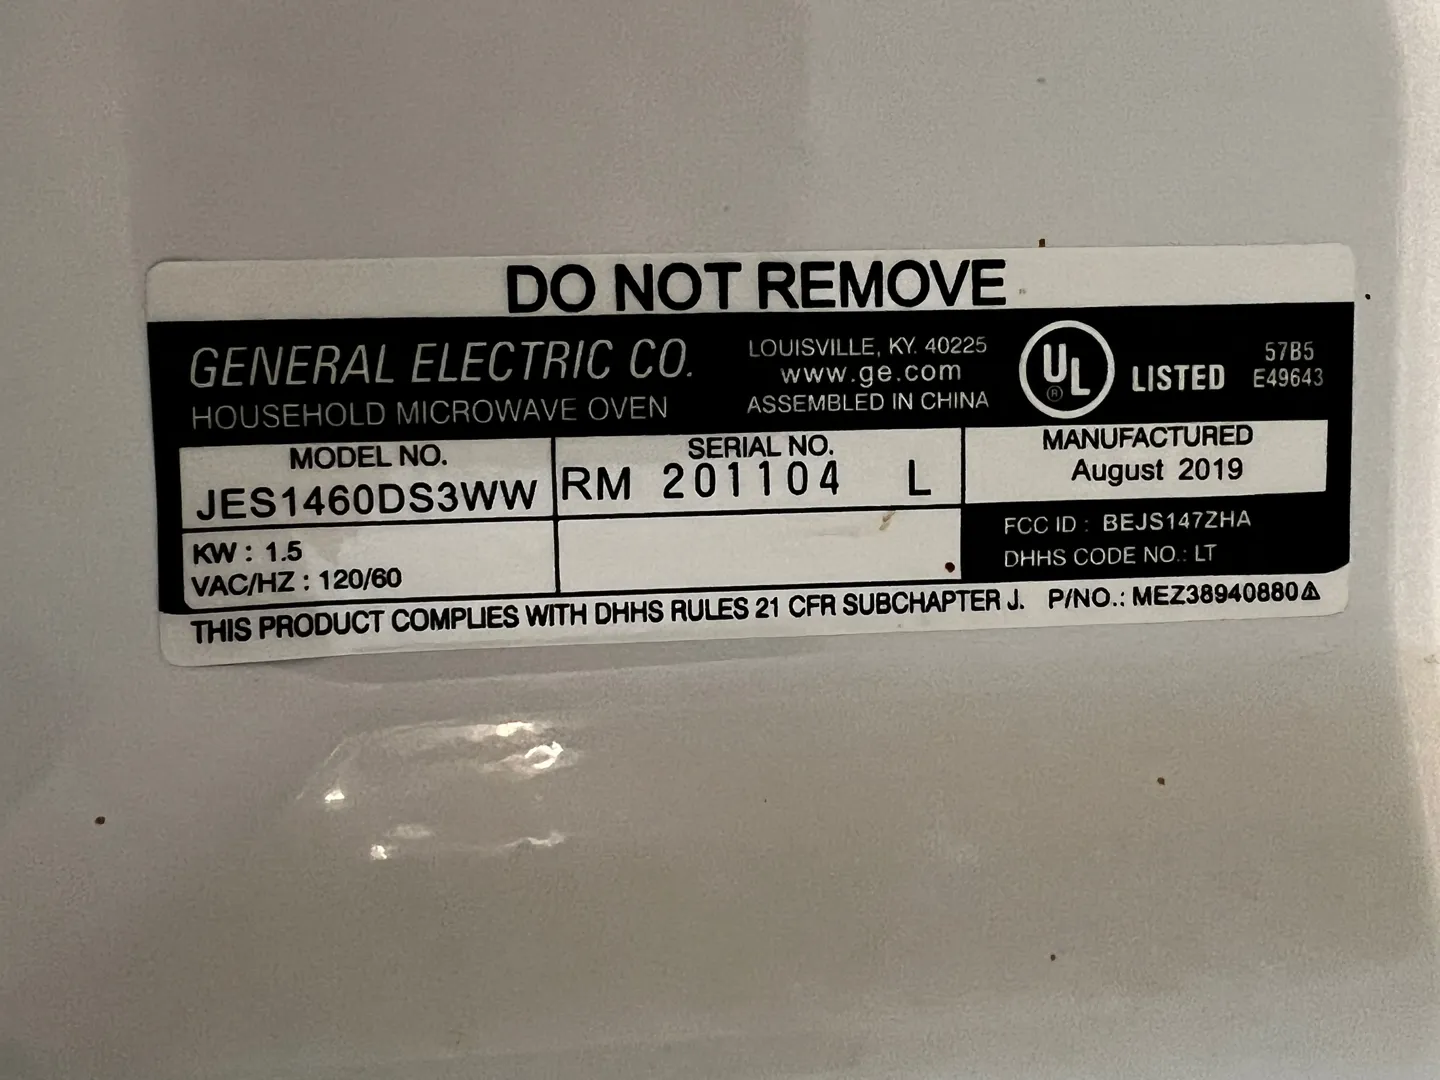 DO NOT REMOVE
GENERAL ELECTRIC CO.
HOUSEHOLD MICROWAVE OVEN
LOUISVILLE, KY. 40225
www.ge.com
ASSEMBLED IN CHINA
UL ®
LISTED
57B5
E49643
MODEL NO.
JES1460DS3WW
SERIAL NO.
RM 201104 L
MANUFACTURED
August 2019
KW : 1.5
VAC/HZ : 120/60
FCC ID : BEJS147ZHA
DHHS CODE NO.: LT
THIS PRODUCT COMPLIES WITH DHHS RULES 21 CFR SUBCHAPTER J. P/NO.: MEZ38940880